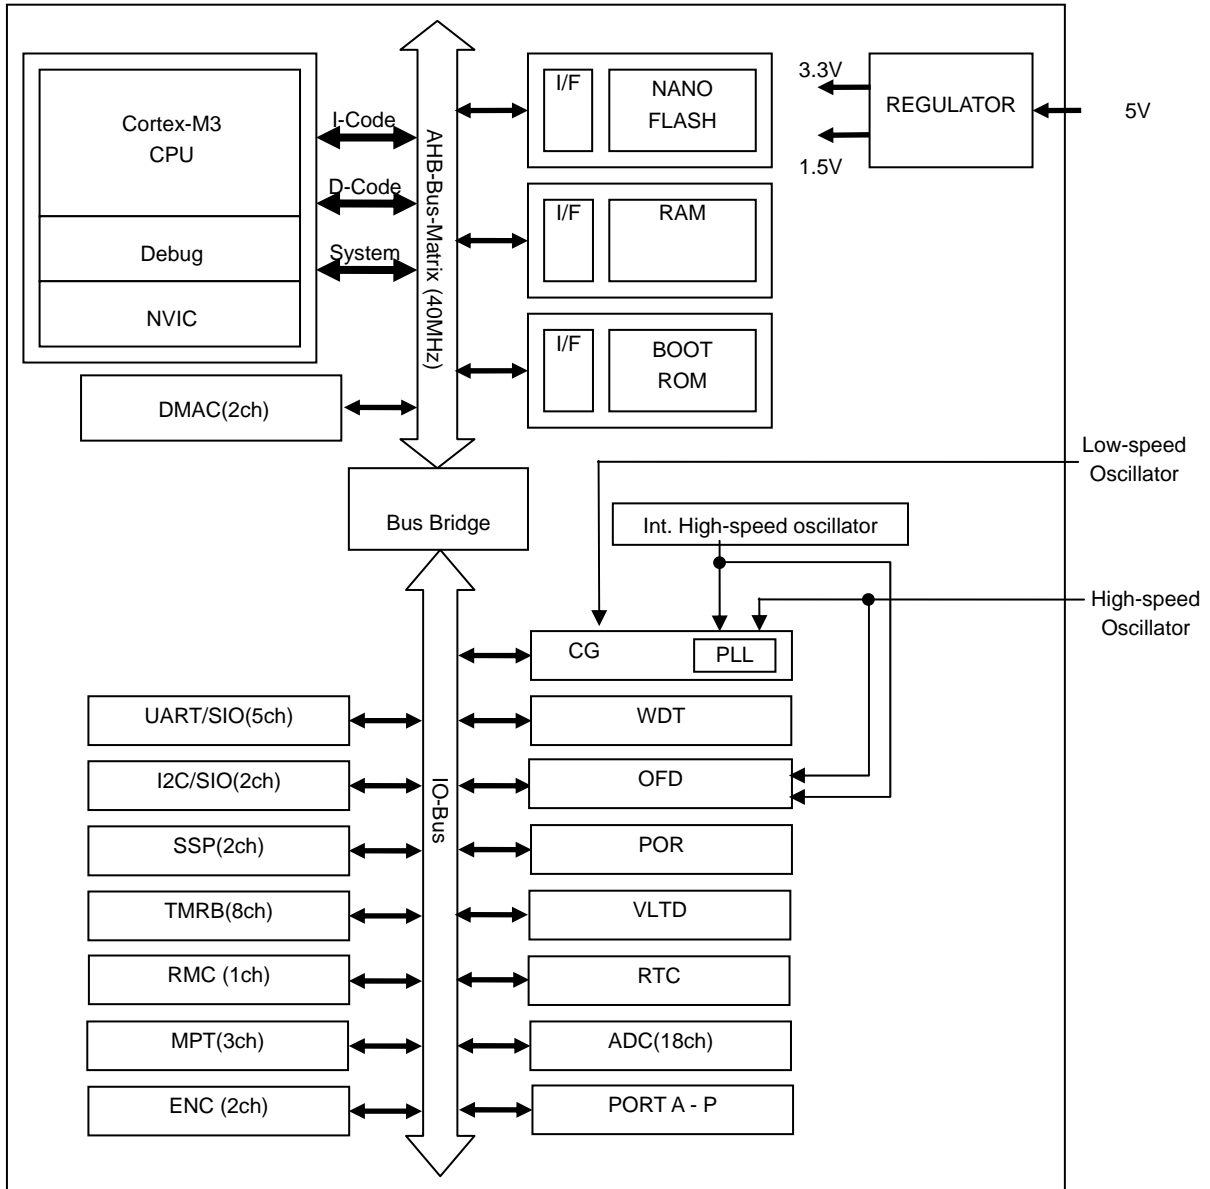 Cortex-M3
CPU
Debug
NVIC
DMAC(2ch)
I-Code
D-Code
System
AHB-Bus-Matrix (40MHz)
I/F
NANO
FLASH
I/F
RAM
I/F
BOOT
ROM
3.3V
1.5V
REGULATOR
5V
Bus Bridge
Low-speed
Oscillator
Int. High-speed oscillator
High-speed
Oscillator
CG
PLL
IO-Bus
UART/SIO(5ch)
I2C/SIO(2ch)
SSP(2ch)
TMRB(8ch)
RMC (1ch)
MPT(3ch)
ENC (2ch)
WDT
OFD
POR
VLTD
RTC
ADC(18ch)
PORT A - P